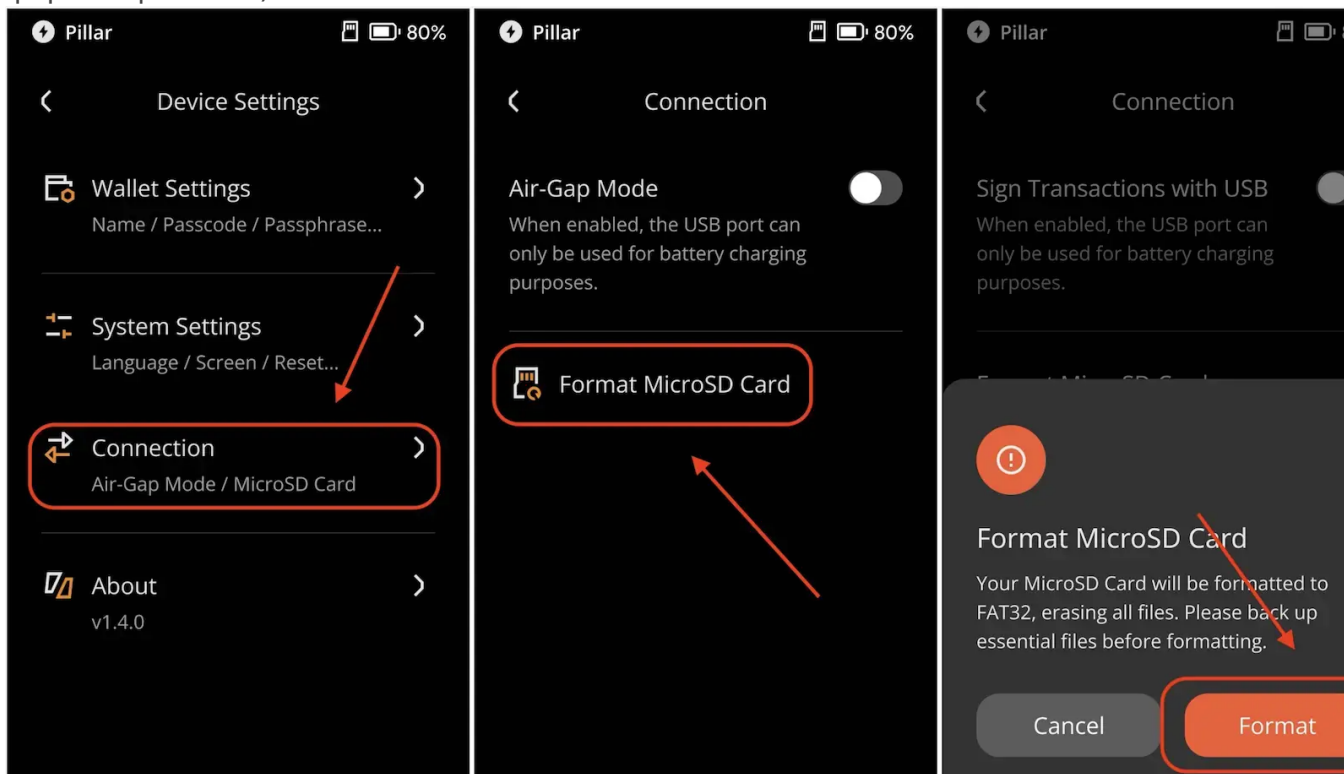 Pillar
80%
Device Settings
Wallet Settings
Name / Passcode / Passphrase...
System Settings
Language / Screen / Reset...
Connection
Air-Gap Mode / MicroSD Card
About
v1.4.0
Pillar
80%
Connection
Air-Gap Mode
When enabled, the USB port can
only be used for battery charging
purposes.
Format MicroSD Card
Pillar
Connection
Sign Transactions with USB
When enabled, the USB port can
only be used for battery charging
purposes.
Format MicroSD Card
Your MicroSD Card will be formatted to
FAT32, erasing all files. Please back up
essential files before formatting.
Cancel
Format